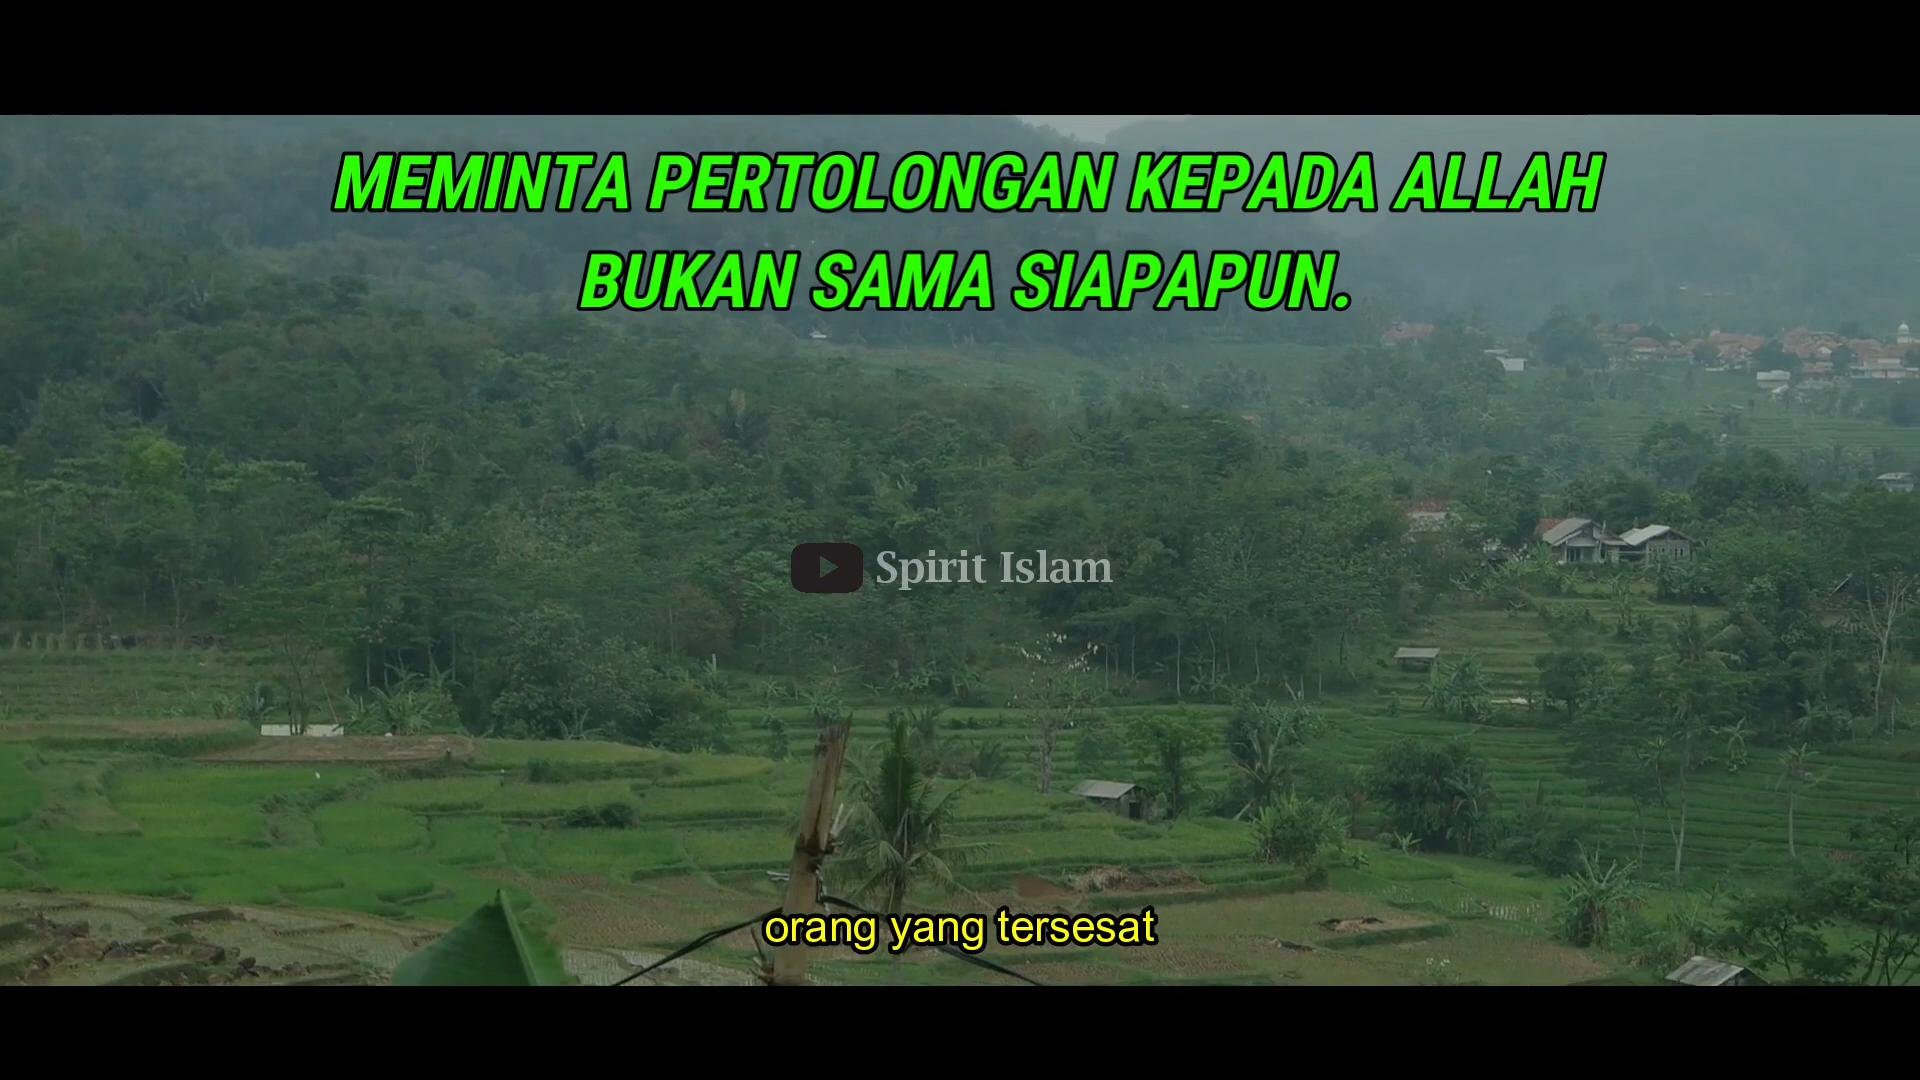 MEMINTA PERTOLONGAN KEPADA ALLAH
BUKAN SAMA SIAPAPUN.
Spirit Islam
orang yang tersesat